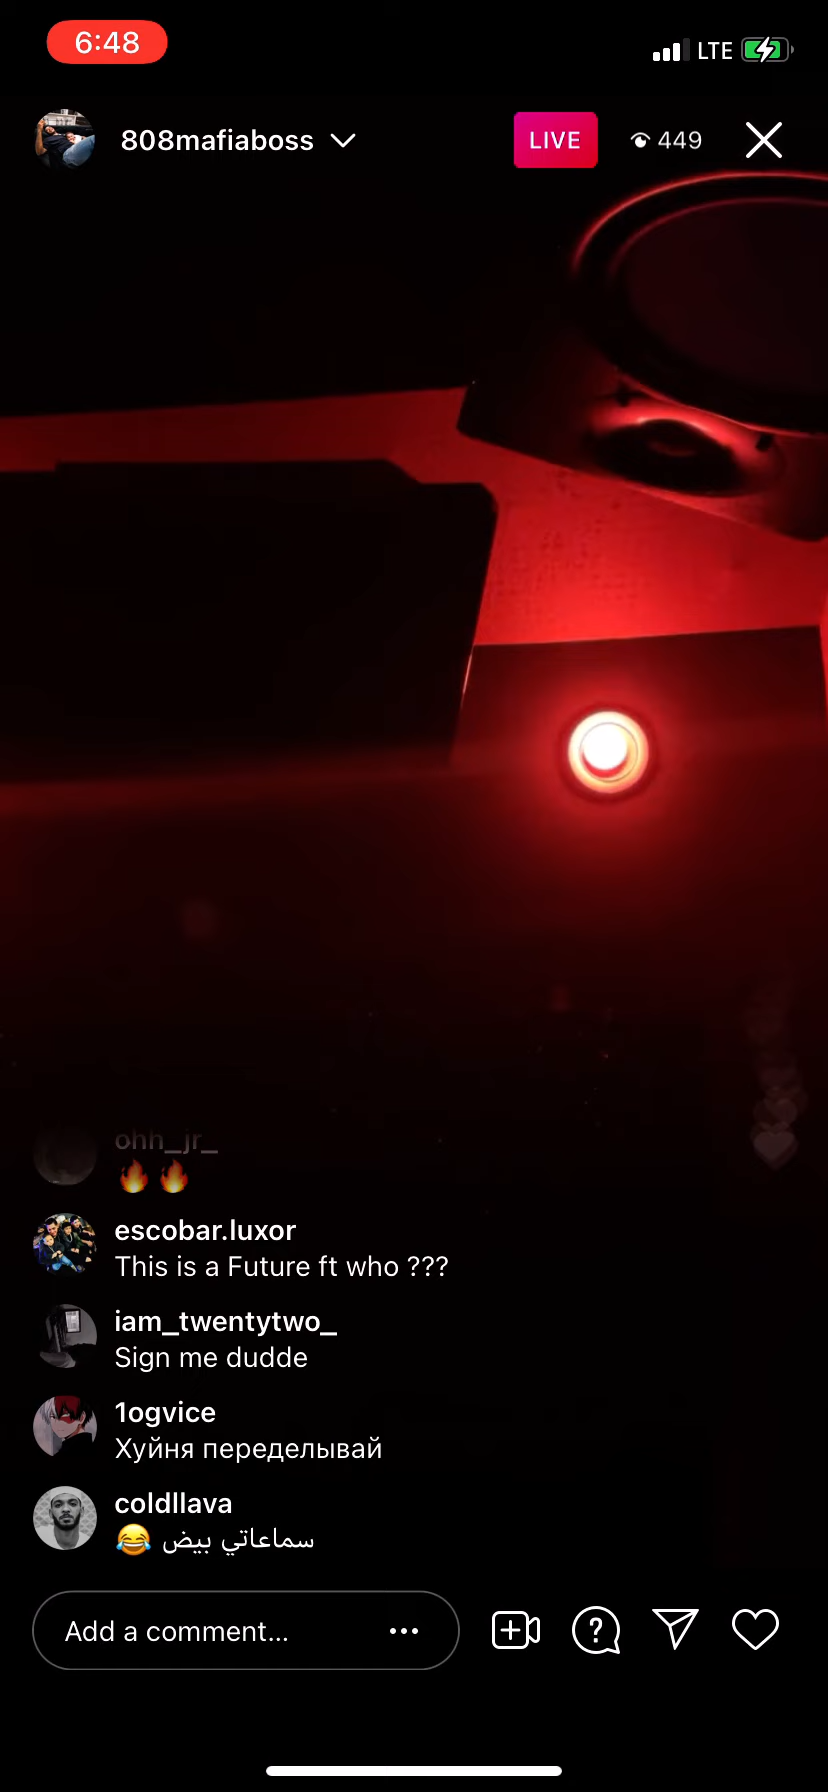 6:48
LTE
808mafiaboss
LIVE
449
ohh_jr_
🔥 🔥
escobar.luxor
This is a Future ft who ???
iam_twentytwo_
Sign me dudde
1ogvice
Хуйня переделывай
coldllava
سماعاتي بيض 😂
Add a comment...